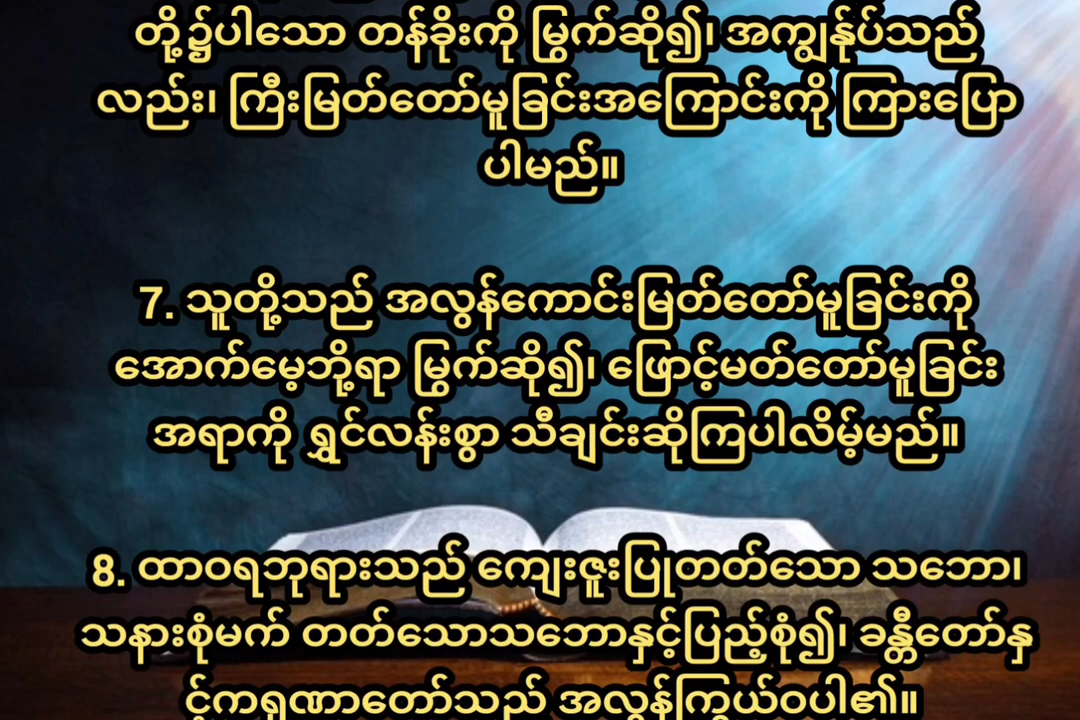 တို့၌ပါသော တန်ခိုးကို မြွက်ဆို၍၊ အကျွန်ုပ်သည်
လည်း၊ ကြီးမြတ်တော်မူခြင်းအကြောင်းကို ကြားပြော
ပါမည်။
7. သူတို့သည် အလွန်ကောင်းမြတ်တော်မူခြင်းကို
အောက်မေ့ဘို့ရာ မြွက်ဆို၍၊ ဖြောင့်မတ်တော်မူခြင်း
အရာကို ရွှင်လန်းစွာ သီချင်းဆိုကြပါလိမ့်မည်။
8. ထာဝရဘုရားသည် ကျေးဇူးပြုတတ်သော သဘော၊
သနားစုံမက် တတ်သောသဘောနှင့်ပြည့်စုံ၍၊ ခန္တီတော်နှ
င့်ကရုဏာတော်သည် အလွန်ကြွယ်ဝပါ၏။